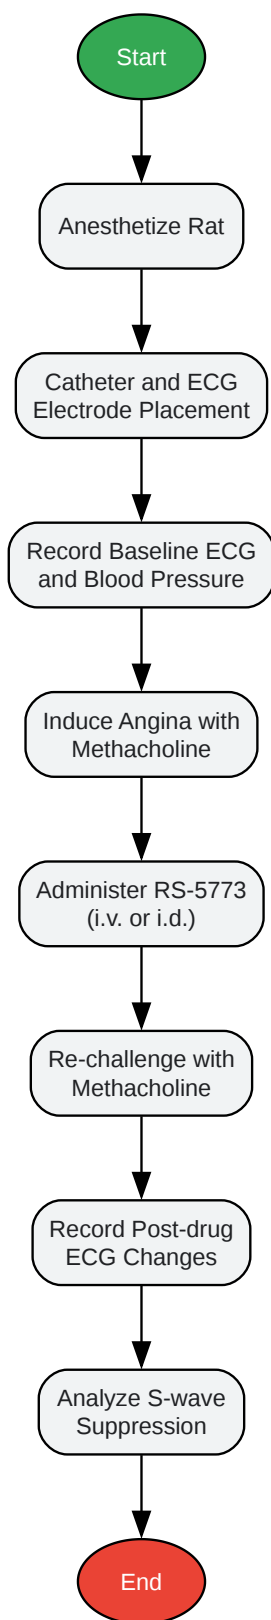 Start
Anesthetize Rat
Catheter and ECG
Electrode Placement
Record Baseline ECG
and Blood Pressure
Induce Angina with
Methacholine
Administer RS-5773
(i.v. or i.d.)
Re-challenge with
Methacholine
Record Post-drug
ECG Changes
Analyze S-wave
Suppression
End